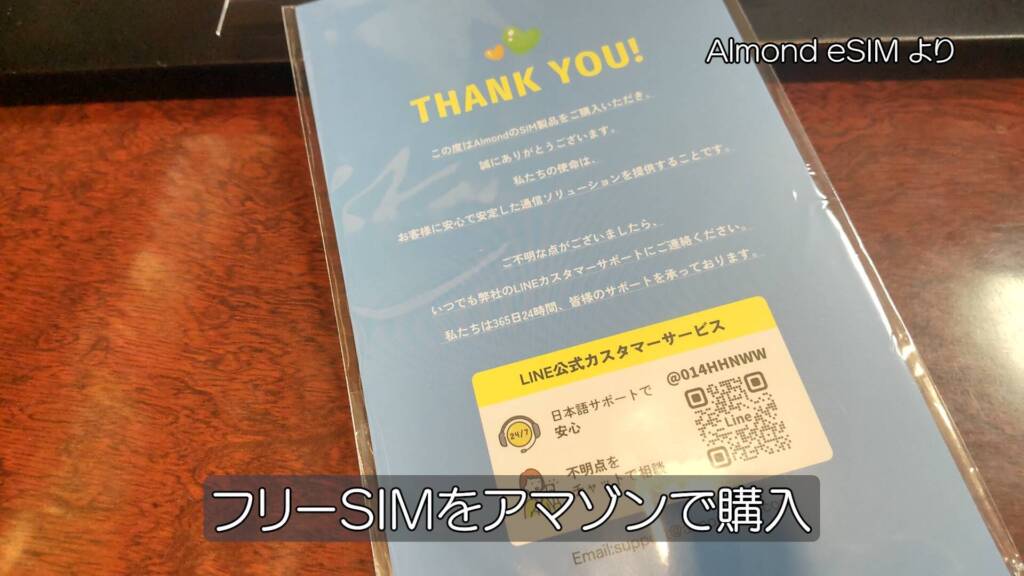 Almond eSIM より
THANK YOU!
この度はAlmondのSIM製品をご購入いただき、
誠にありがとうございます。
私たちの使命は、
お客様に安心で安定した通信ソリューションを提供することです。
ご不明な点がございましたら、
いつでも弊社のLINEカスタマーサポートにご連絡ください。
私たちは365日24時間、皆様のサポートを承っております。
LINE公式カスタマーサービス
@014HHNWW
24/7
日本語サポートで
安心
Line
不明点を
チャットで相談
フリーSIMをアマゾンで購入
Email: